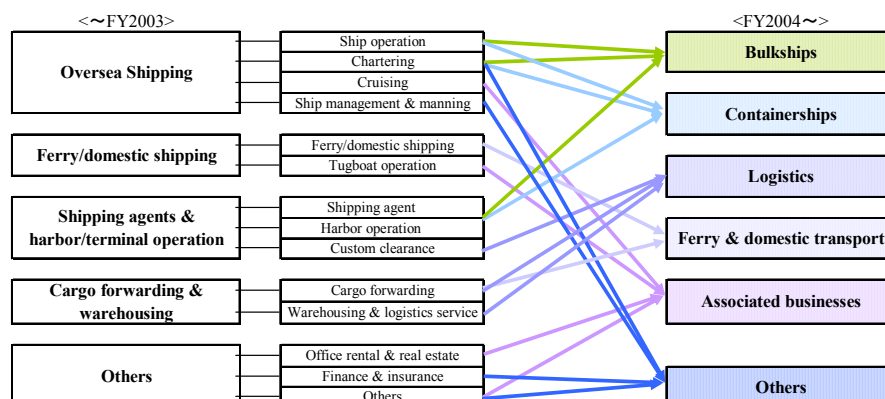 <～FY2003>
<FY2004～>
Oversea Shipping
Ship operation
Chartering
Cruising
Ship management & manning
Ferry/domestic shipping
Ferry/domestic shipping
Tugboat operation
Shipping agents &
harbor/terminal operation
Shipping agent
Harbor operation
Custom clearance
Cargo forwarding &
warehousing
Cargo forwarding
Warehousing & logistics service
Others
Office rental & real estate
Finance & insurance
Others
Bulkships
Containerships
Logistics
Ferry & domestic transport
Associated businesses
Others